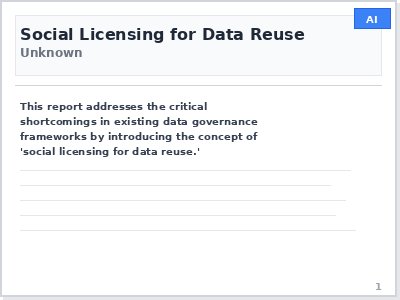 AI
Social Licensing for Data Reuse
Unknown
This report addresses the critical
shortcomings in existing data governance
frameworks by introducing the concept of
'social licensing for data reuse.'
1